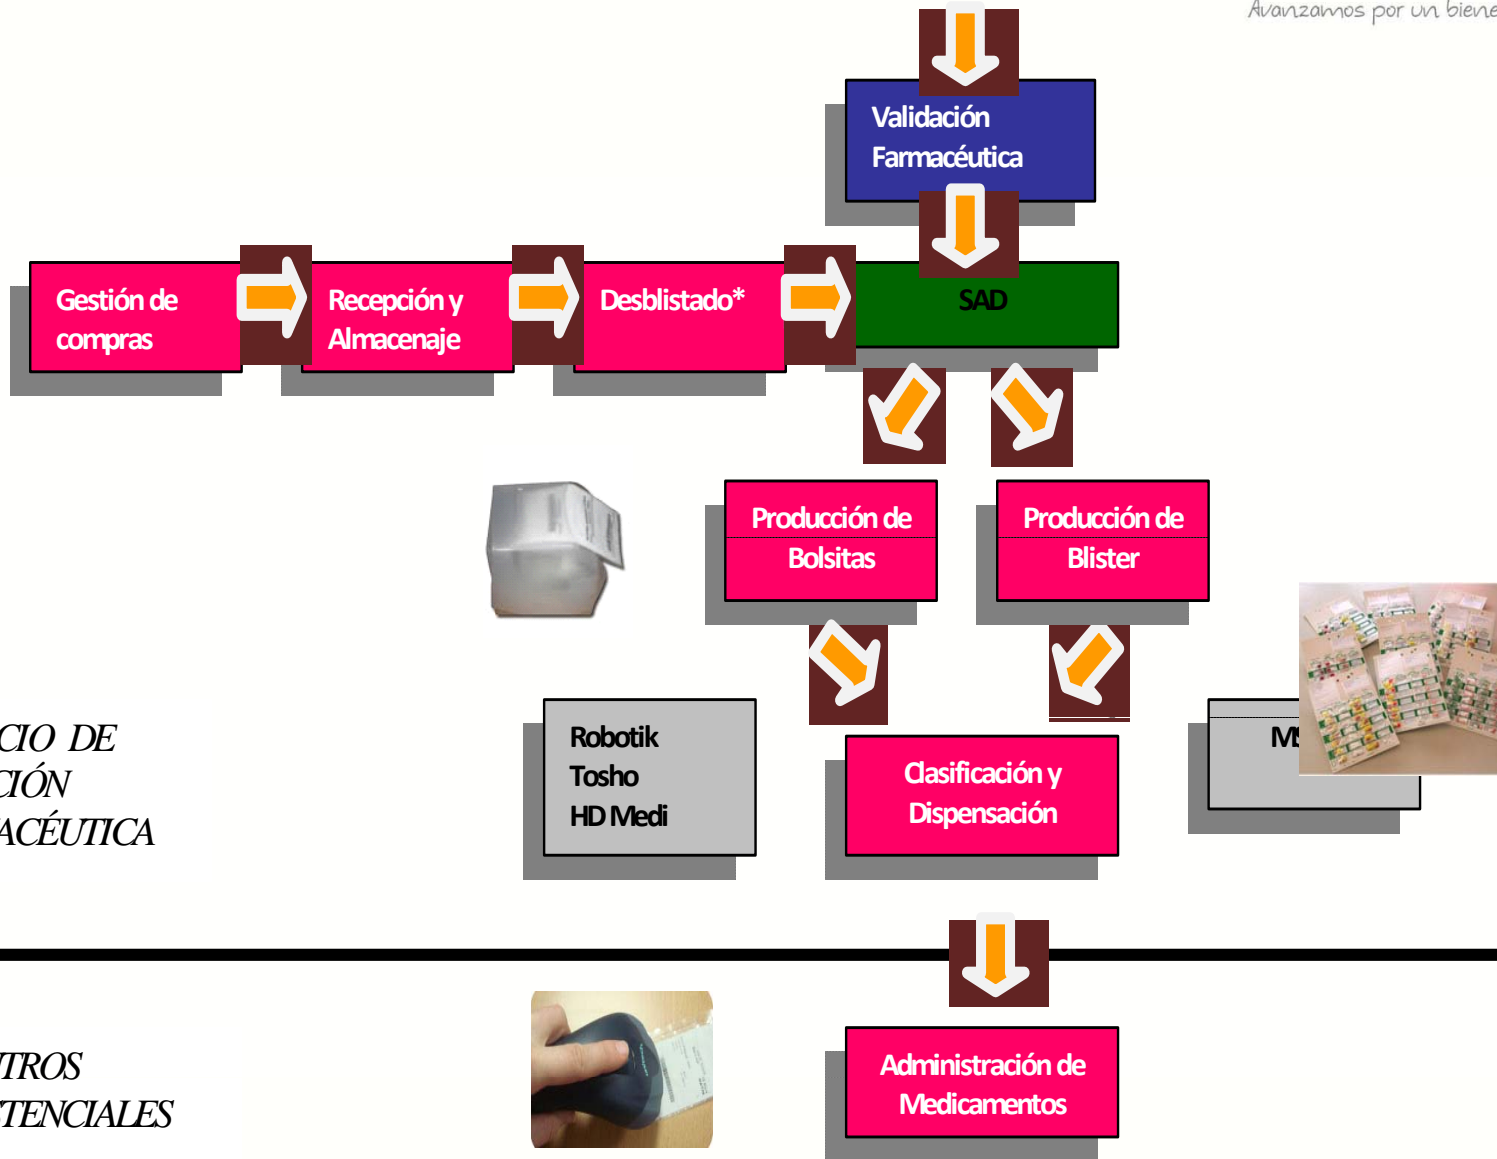 Avanzamos por un biene
Validación
Farmacéutica
Gestión de
compras
Recepción y
Almacenaje
Desblistado*
SAD
Producción de
Bolsitas
Producción de
Blister
CIO DE
CIÓN
ACÉUTICA
Robotik
Tosho
HD Medi
Clasificación y
Dispensación
MS
TROS
TENCIALES
Administración de
Medicamentos